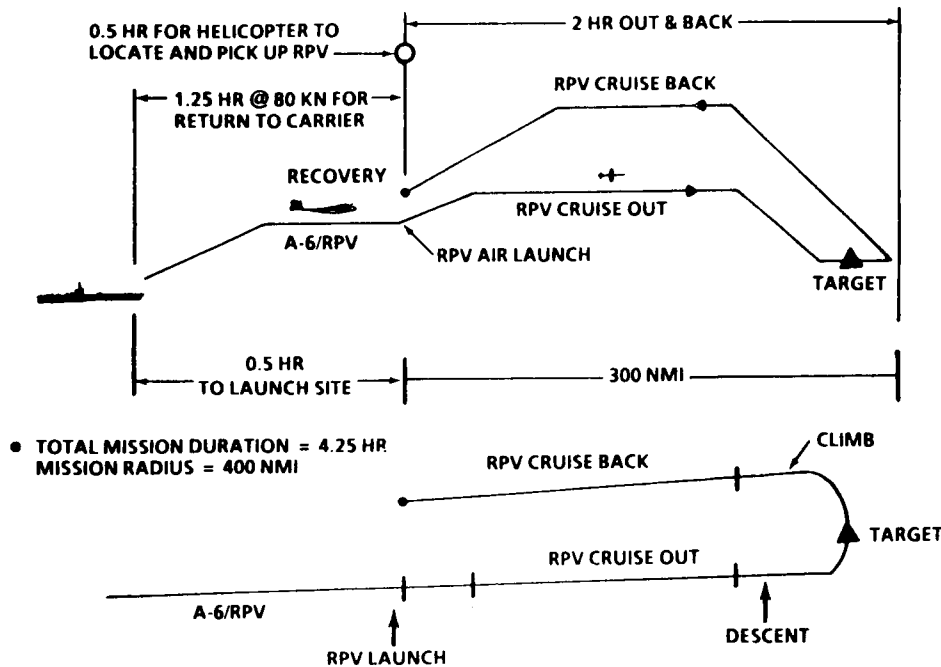 0.5 HR FOR HELICOPTER TO
LOCATE AND PICK UP RPV
2 HR OUT & BACK
1.25 HR @ 80 KN FOR
RETURN TO CARRIER
RPV CRUISE BACK
RECOVERY
RPV CRUISE OUT
A-6/RPV
RPV AIR LAUNCH
TARGET
0.5 HR
TO LAUNCH SITE
300 NMI
• TOTAL MISSION DURATION = 4.25 HR
MISSION RADIUS = 400 NMI
CLIMB
RPV CRUISE BACK
TARGET
RPV CRUISE OUT
A-6/RPV
DESCENT
RPV LAUNCH